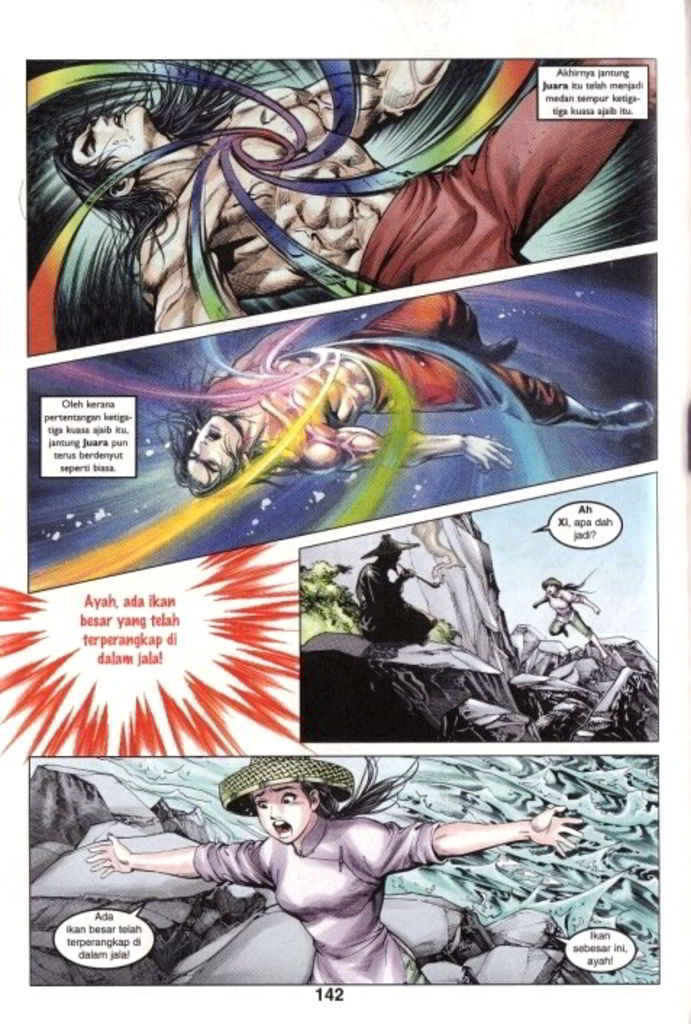 Akhirnya jantung
Juara itu telah menjadi
medan tempur ketiga-
tiga kuasa ajaib itu.
Oleh kerana
pertentangan ketiga-
tiga kuasa ajaib itu,
jantung Juara pun
terus berdenyut
seperti biasa.
Ayah, ada ikan
besar yang telah
terperangkap di
dalam jala!
Ah
Xi, apa dah
jadi?
Ada
ikan besar telah
terperangkap di
dalam jala!
Ikan
sebesar ini,
ayah!
142